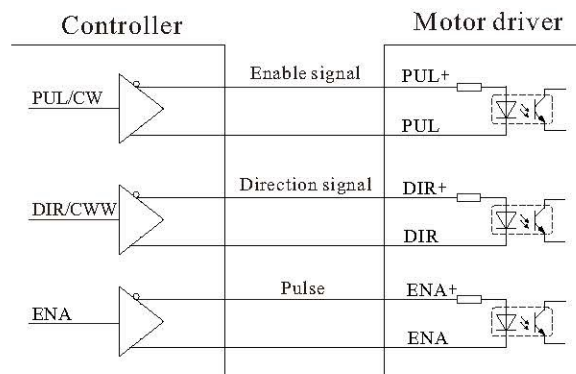 Controller
Motor driver
Enable signal
PUL+
PUL/CW
PUL
Direction signal
DIR+
DIR/CWW
DIR
Pulse
ENA+
ENA
ENA